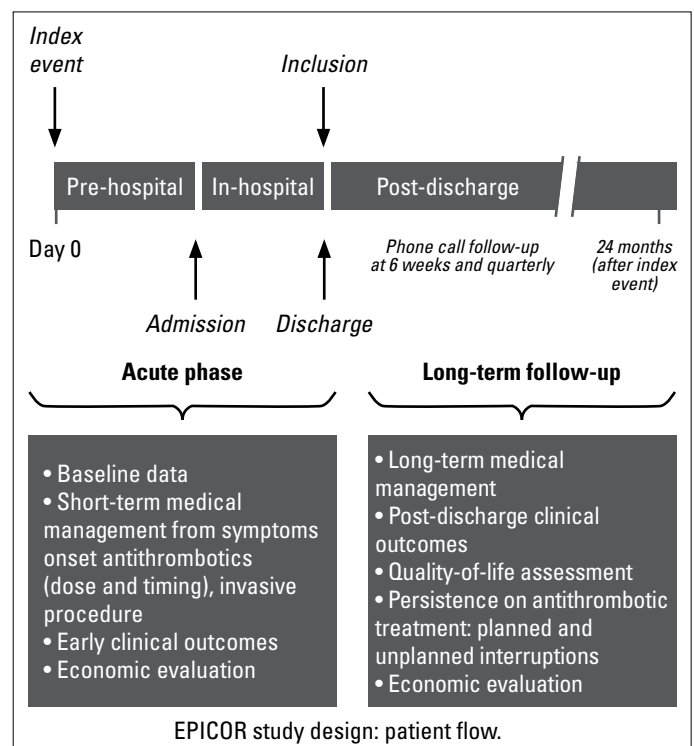 Index
event
Inclusion
Pre-hospital
In-hospital
Post-discharge
Day 0
Phone call follow-up
at 6 weeks and quarterly
24 months
(after index
event)
Admission
Discharge
Acute phase
Long-term follow-up
• Baseline data
• Short-term medical
management from symptoms
onset antithrombotics
(dose and timing), invasive
procedure
• Early clinical outcomes
• Economic evaluation
• Long-term medical
management
• Post-discharge clinical
outcomes
• Quality-of-life assessment
• Persistence on antithrombotic
treatment: planned and
unplanned interruptions
• Economic evaluation
EPICOR study design: patient flow.